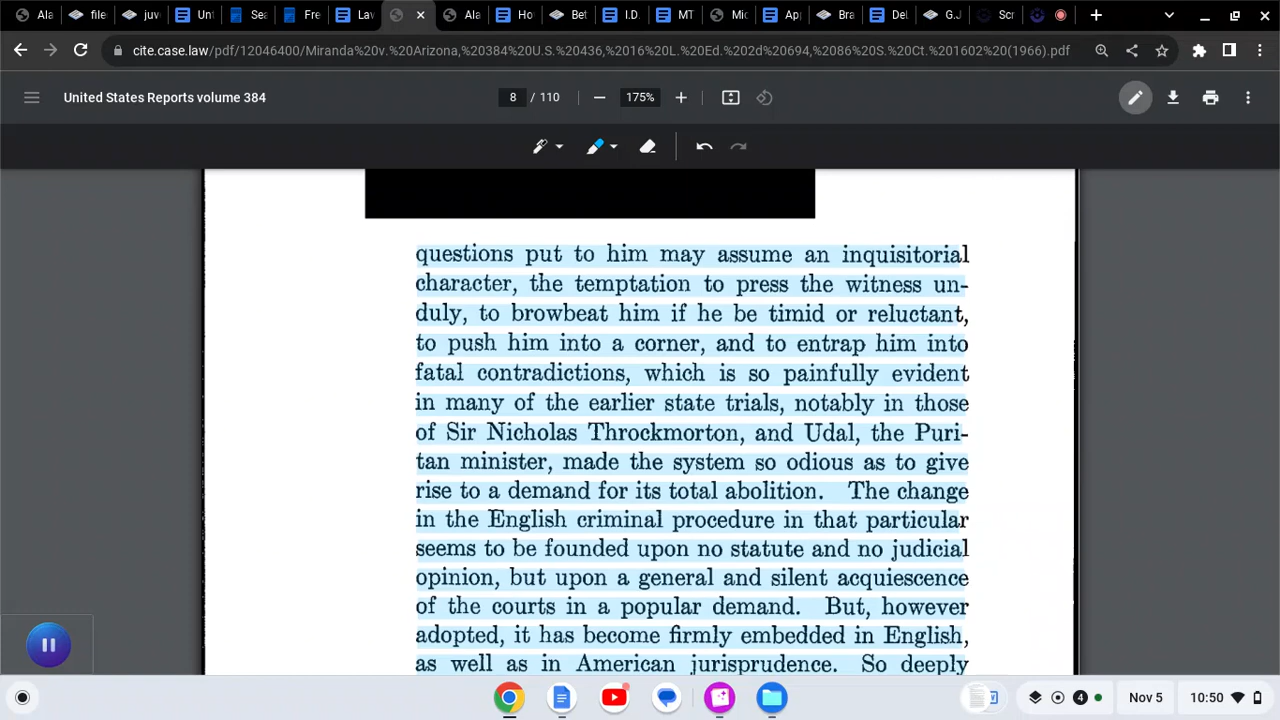 Ala
file
juve
Unt
Sea
Fre
Lav
Ala
Hov
Bet
I.D.
MT
Mic
App
Bra
Del
G.J
Scr
cite.case.law/pdf/12046400/Miranda%20v.%20Arizona,%20384%20U.S.%20436,%2016%20L.%20Ed.%202d%20694,%2086%20S.%20Ct.%201602%20(1966).pdf
United States Reports volume 384
8 / 110
175%
questions put to him may assume an inquisitorial
character, the temptation to press the witness un-
duly, to browbeat him if he be timid or reluctant,
to push him into a corner, and to entrap him into
fatal contradictions, which is so painfully evident
in many of the earlier state trials, notably in those
of Sir Nicholas Throckmorton, and Udal, the Puri-
tan minister, made the system so odious as to give
rise to a demand for its total abolition. The change
in the English criminal procedure in that particular
seems to be founded upon no statute and no judicial
opinion, but upon a general and silent acquiescence
of the courts in a popular demand. But, however
adopted, it has become firmly embedded in English,
as well as in American jurisprudence. So deeply
4
Nov 5
10:50